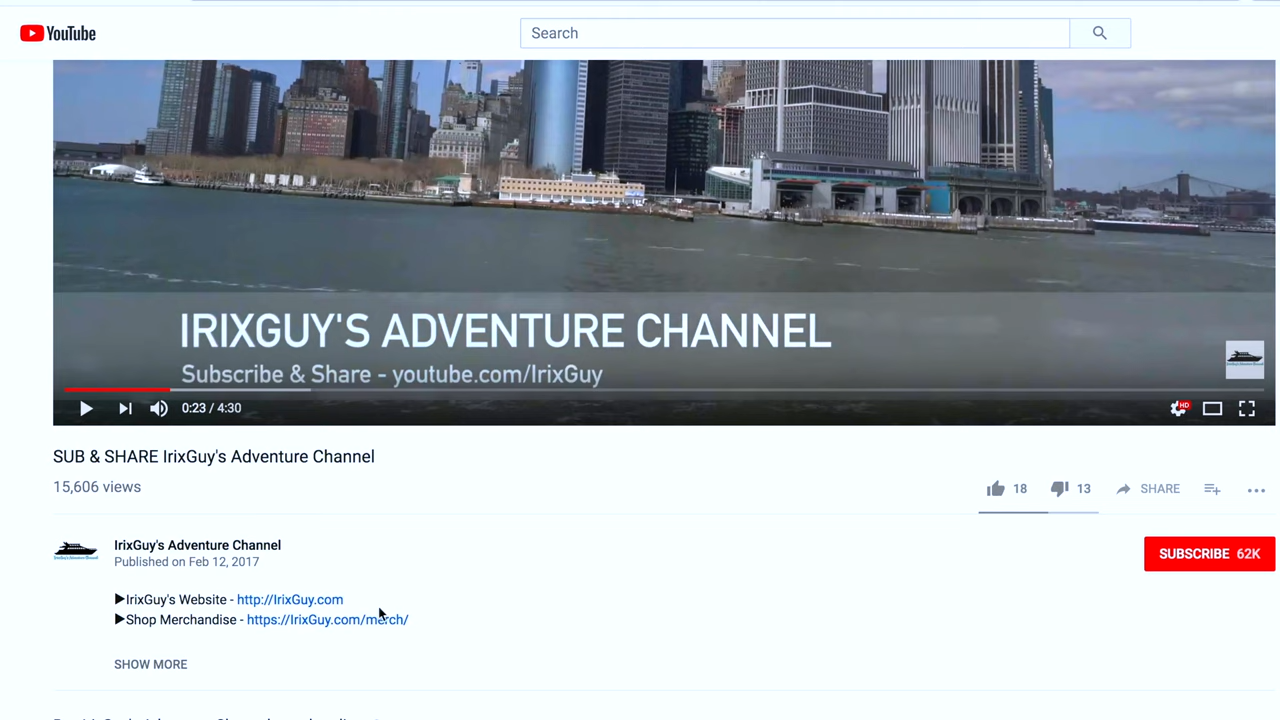 YouTube
Search
IRIXGUY'S ADVENTURE CHANNEL
Subscribe & Share - youtube.com/IrixGuy
0:23 / 4:30
HD
SUB & SHARE IrixGuy's Adventure Channel
15,606 views
18 13 SHARE
IrixGuy's Adventure Channel
Published on Feb 12, 2017
SUBSCRIBE 62K
▶IrixGuy's Website - http://IrixGuy.com
▶Shop Merchandise - https://IrixGuy.com/merch/
SHOW MORE